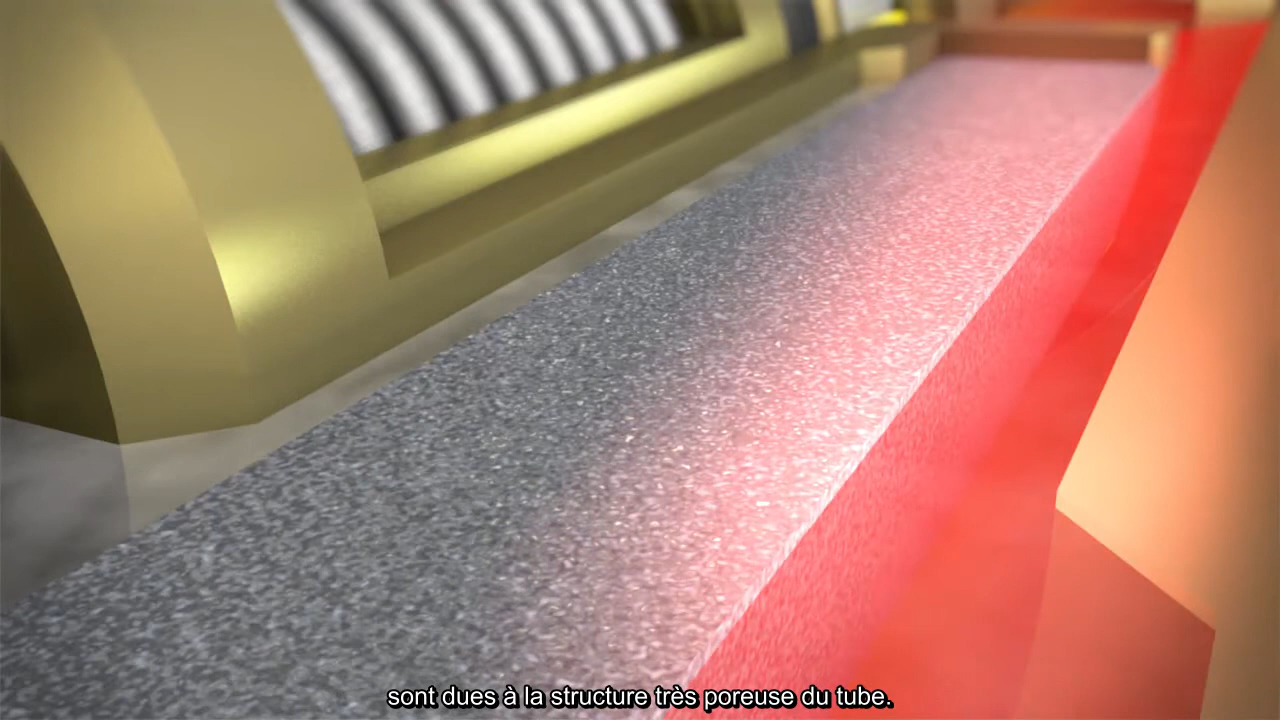 sont dues à la structure très poreuse du tube.